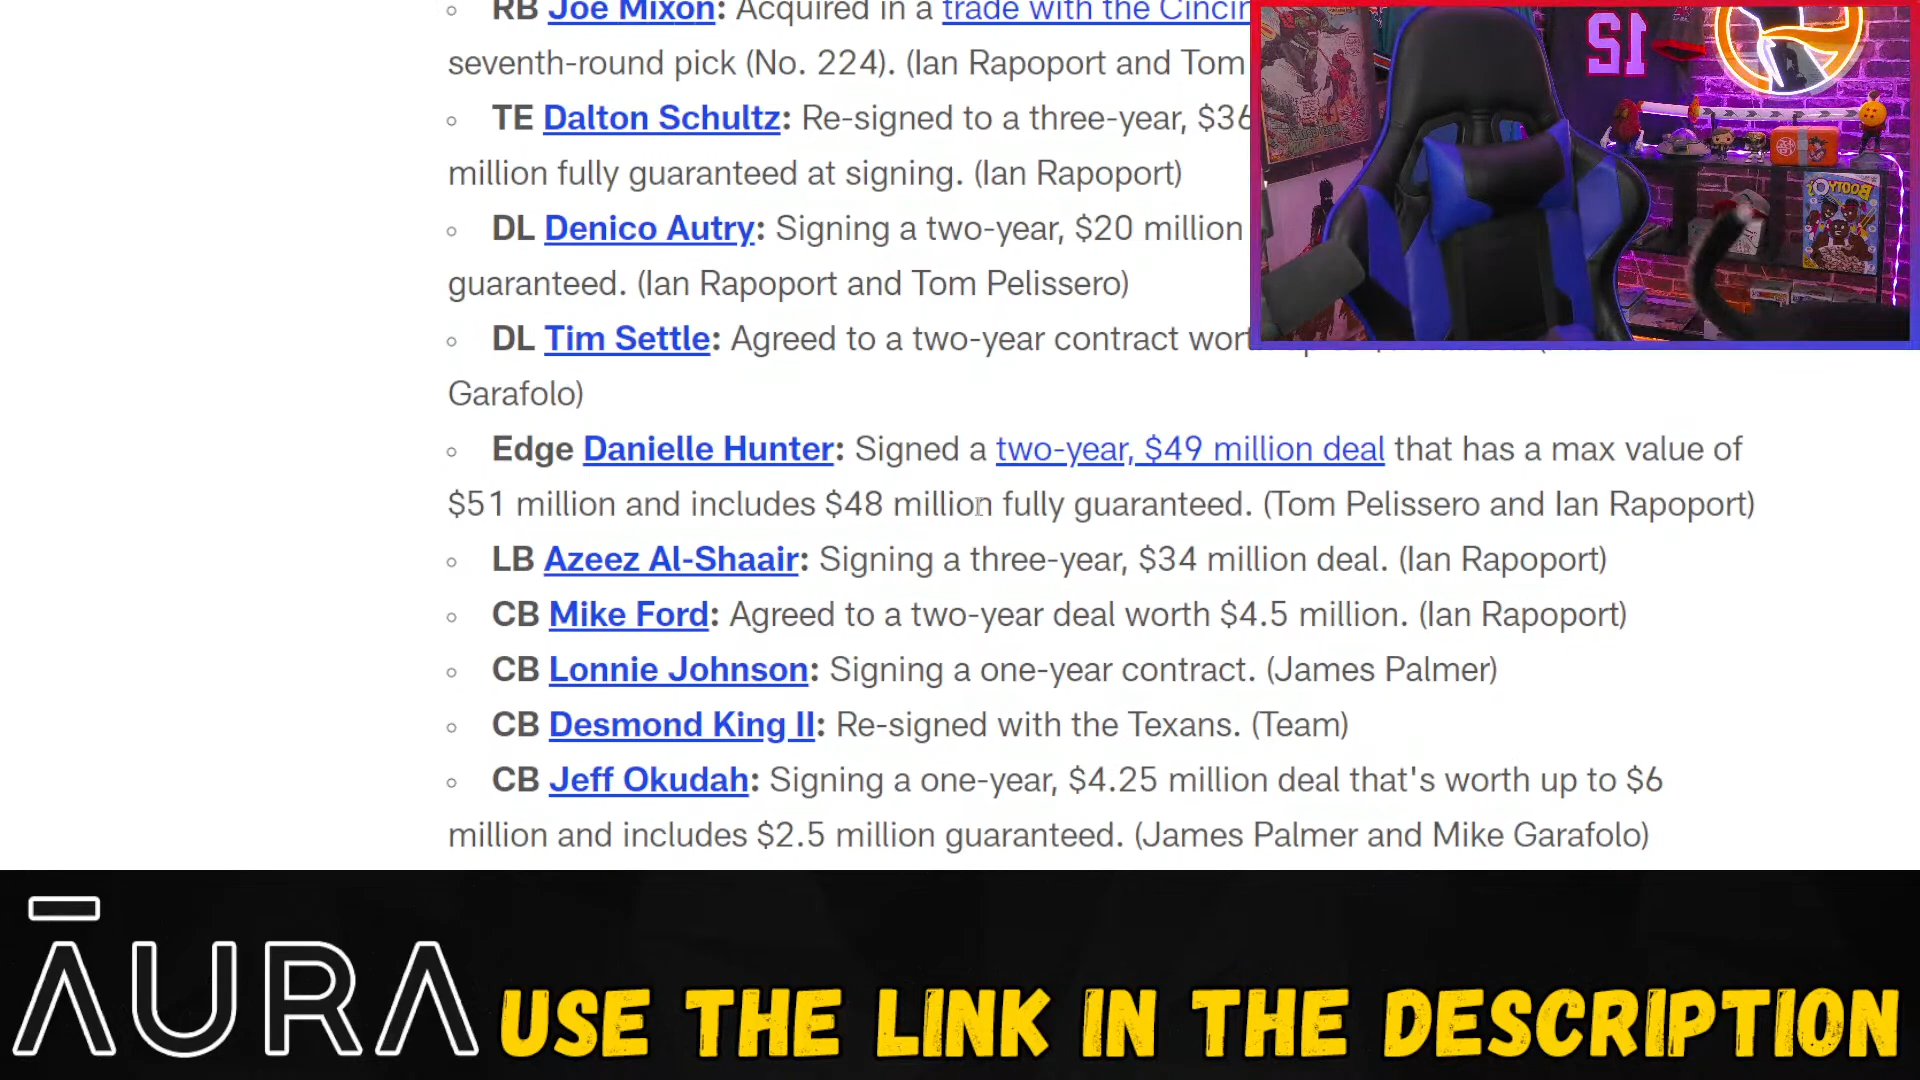 RB Joe Mixon: Acquired in a trade with the
seventh-round pick (No. 224). (Ian Rapoport and Tom
TE Dalton Schultz: Re-signed to a three-year, $36
million fully guaranteed at signing. (Ian Rapoport)
DL Denico Autry: Signing a two-year, $20 million
guaranteed. (Ian Rapoport and Tom Pelissero)
DL Tim Settle: Agreed to a two-year contract
Garafolo)
Edge Danielle Hunter: Signed a two-year, $49 million deal that has a max value of
$51 million and includes $48 million fully guaranteed. (Tom Pelissero and Ian Rapoport)
LB Azeez Al-Shaair: Signing a three-year, $34 million deal. (Ian Rapoport)
CB Mike Ford: Agreed to a two-year deal worth $4.5 million. (Ian Rapoport)
CB Lonnie Johnson: Signing a one-year contract. (James Palmer)
CB Desmond King II: Re-signed with the Texans. (Team)
CB Jeff Okudah: Signing a one-year, $4.25 million deal that's worth up to $6
million and includes $2.5 million guaranteed. (James Palmer and Mike Garafolo)
15
BOOTY O's
ĀURA USE THE LINK IN THE DESCRIPTION